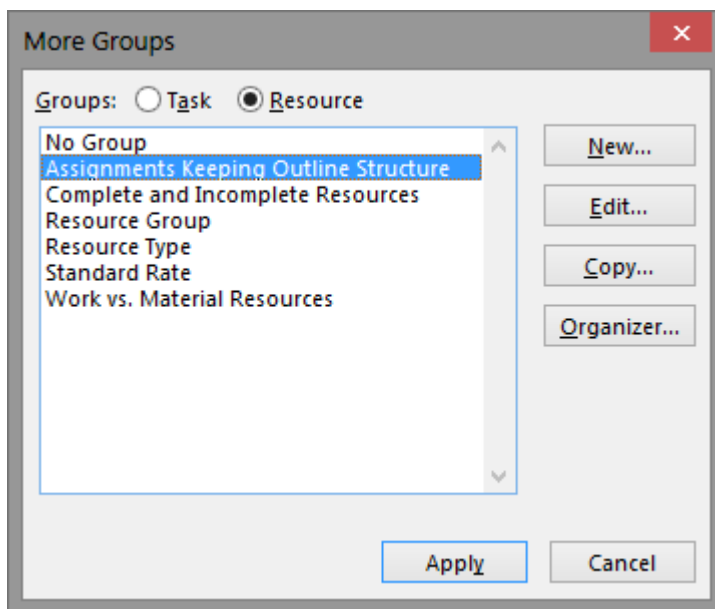 More Groups
Groups: Task Resource
No Group
Assignments Keeping Outline Structure
Complete and Incomplete Resources
Resource Group
Resource Type
Standard Rate
Work vs. Material Resources
New...
Edit...
Copy...
Organizer...
Apply Cancel